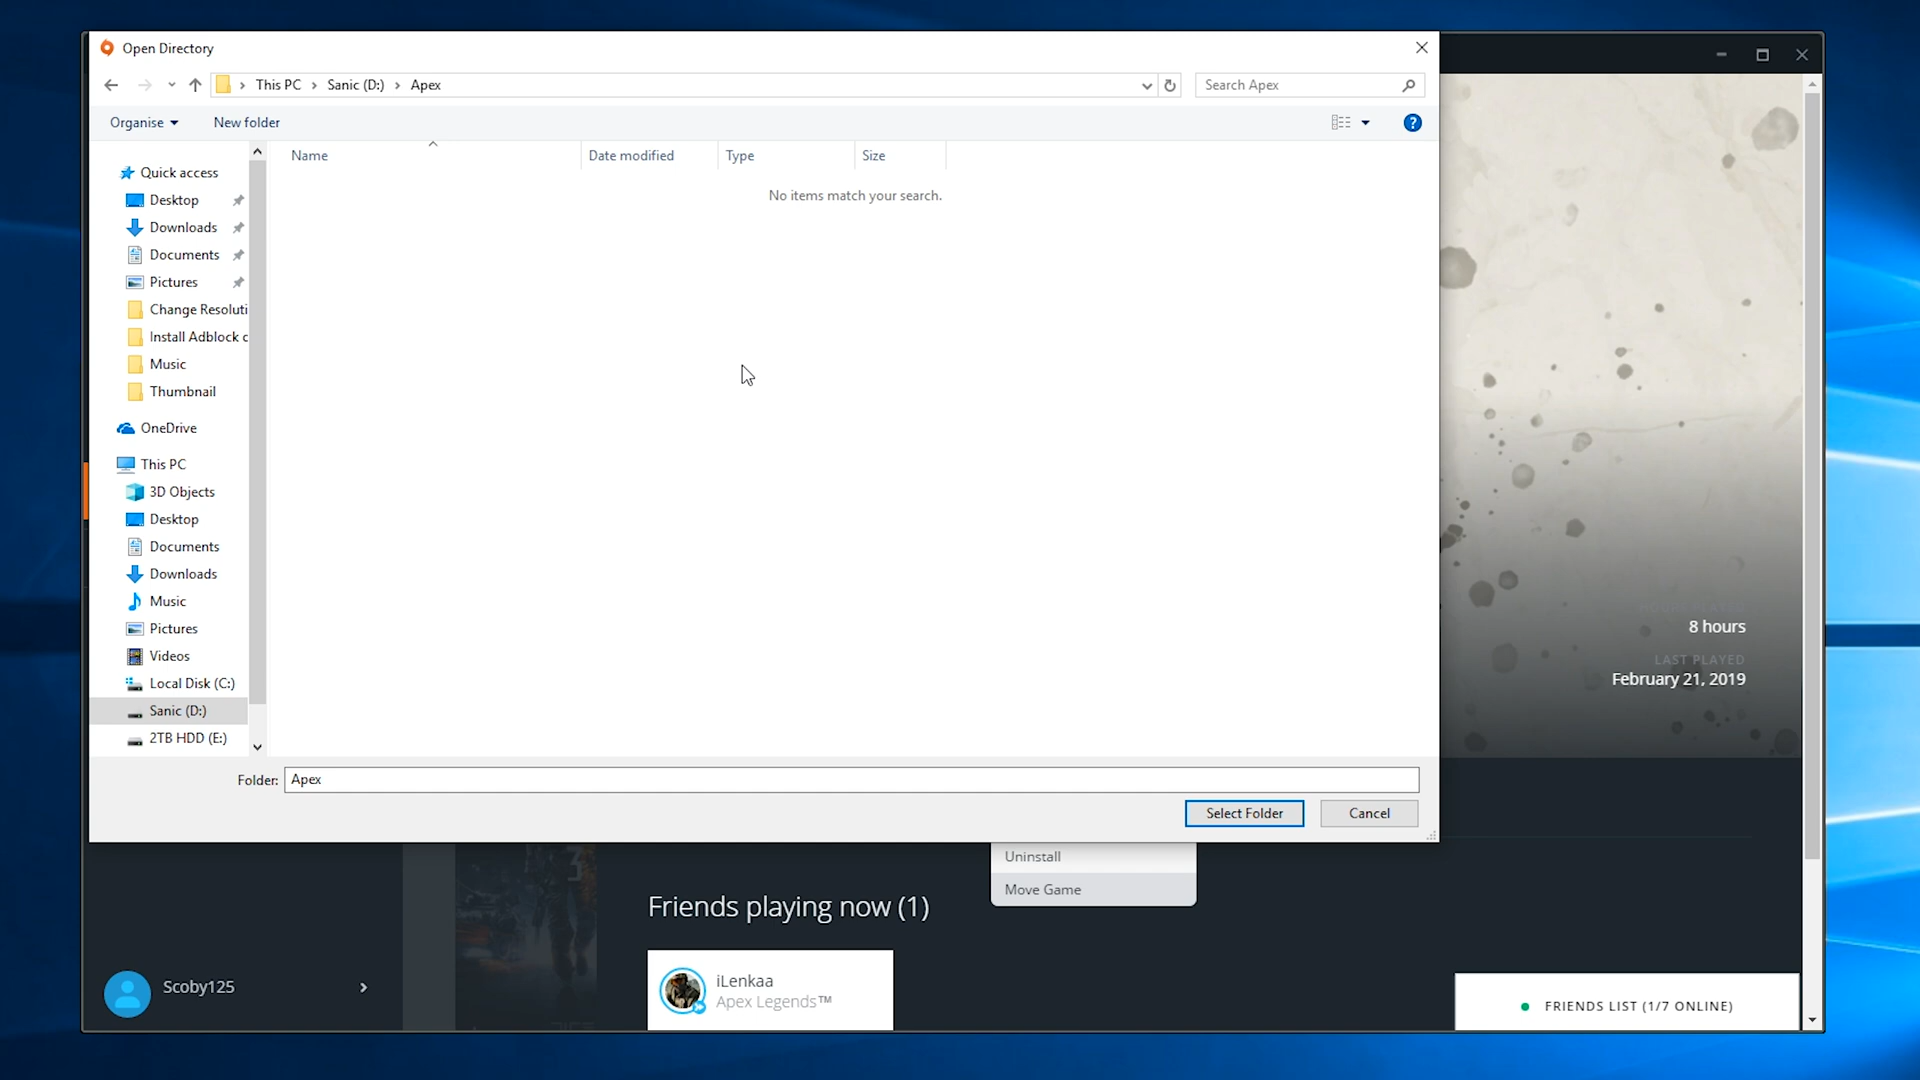 Open Directory
This PC
Sanic (D:)
Apex
Search Apex
Organise
New folder
?
Name
Date modified
Type
Size
No items match your search.
Quick access
Desktop
Downloads
Documents
Pictures
Change Resoluti
Install Adblock c
Music
Thumbnail
OneDrive
This PC
3D Objects
Desktop
Documents
Downloads
Music
Pictures
Videos
Local Disk (C:)
Sanic (D:)
2TB HDD (E:)
Folder:
Apex
Select Folder
Cancel
HOURS PLAYED
8 hours
LAST PLAYED
February 21, 2019
Uninstall
Move Game
Friends playing now (1)
iLenkaa
Apex Legends™
Scoby125
FRIENDS LIST (1/7 ONLINE)